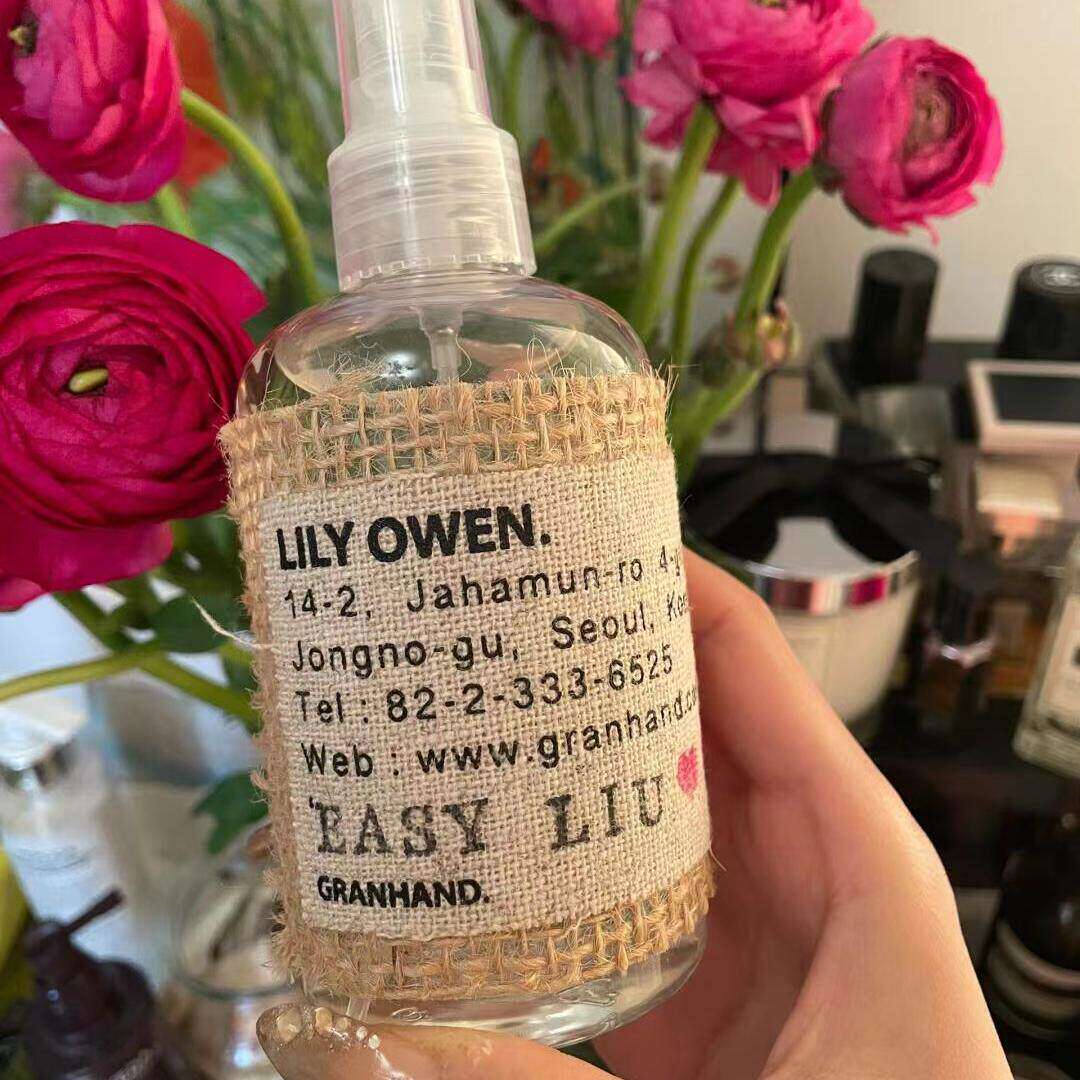 LILY OWEN.
14-2, Jahamun-ro
Jongno-gu, Seoul,
Tel : 82-2-333-6525
Web :
EASY LIU
GRANHAND.